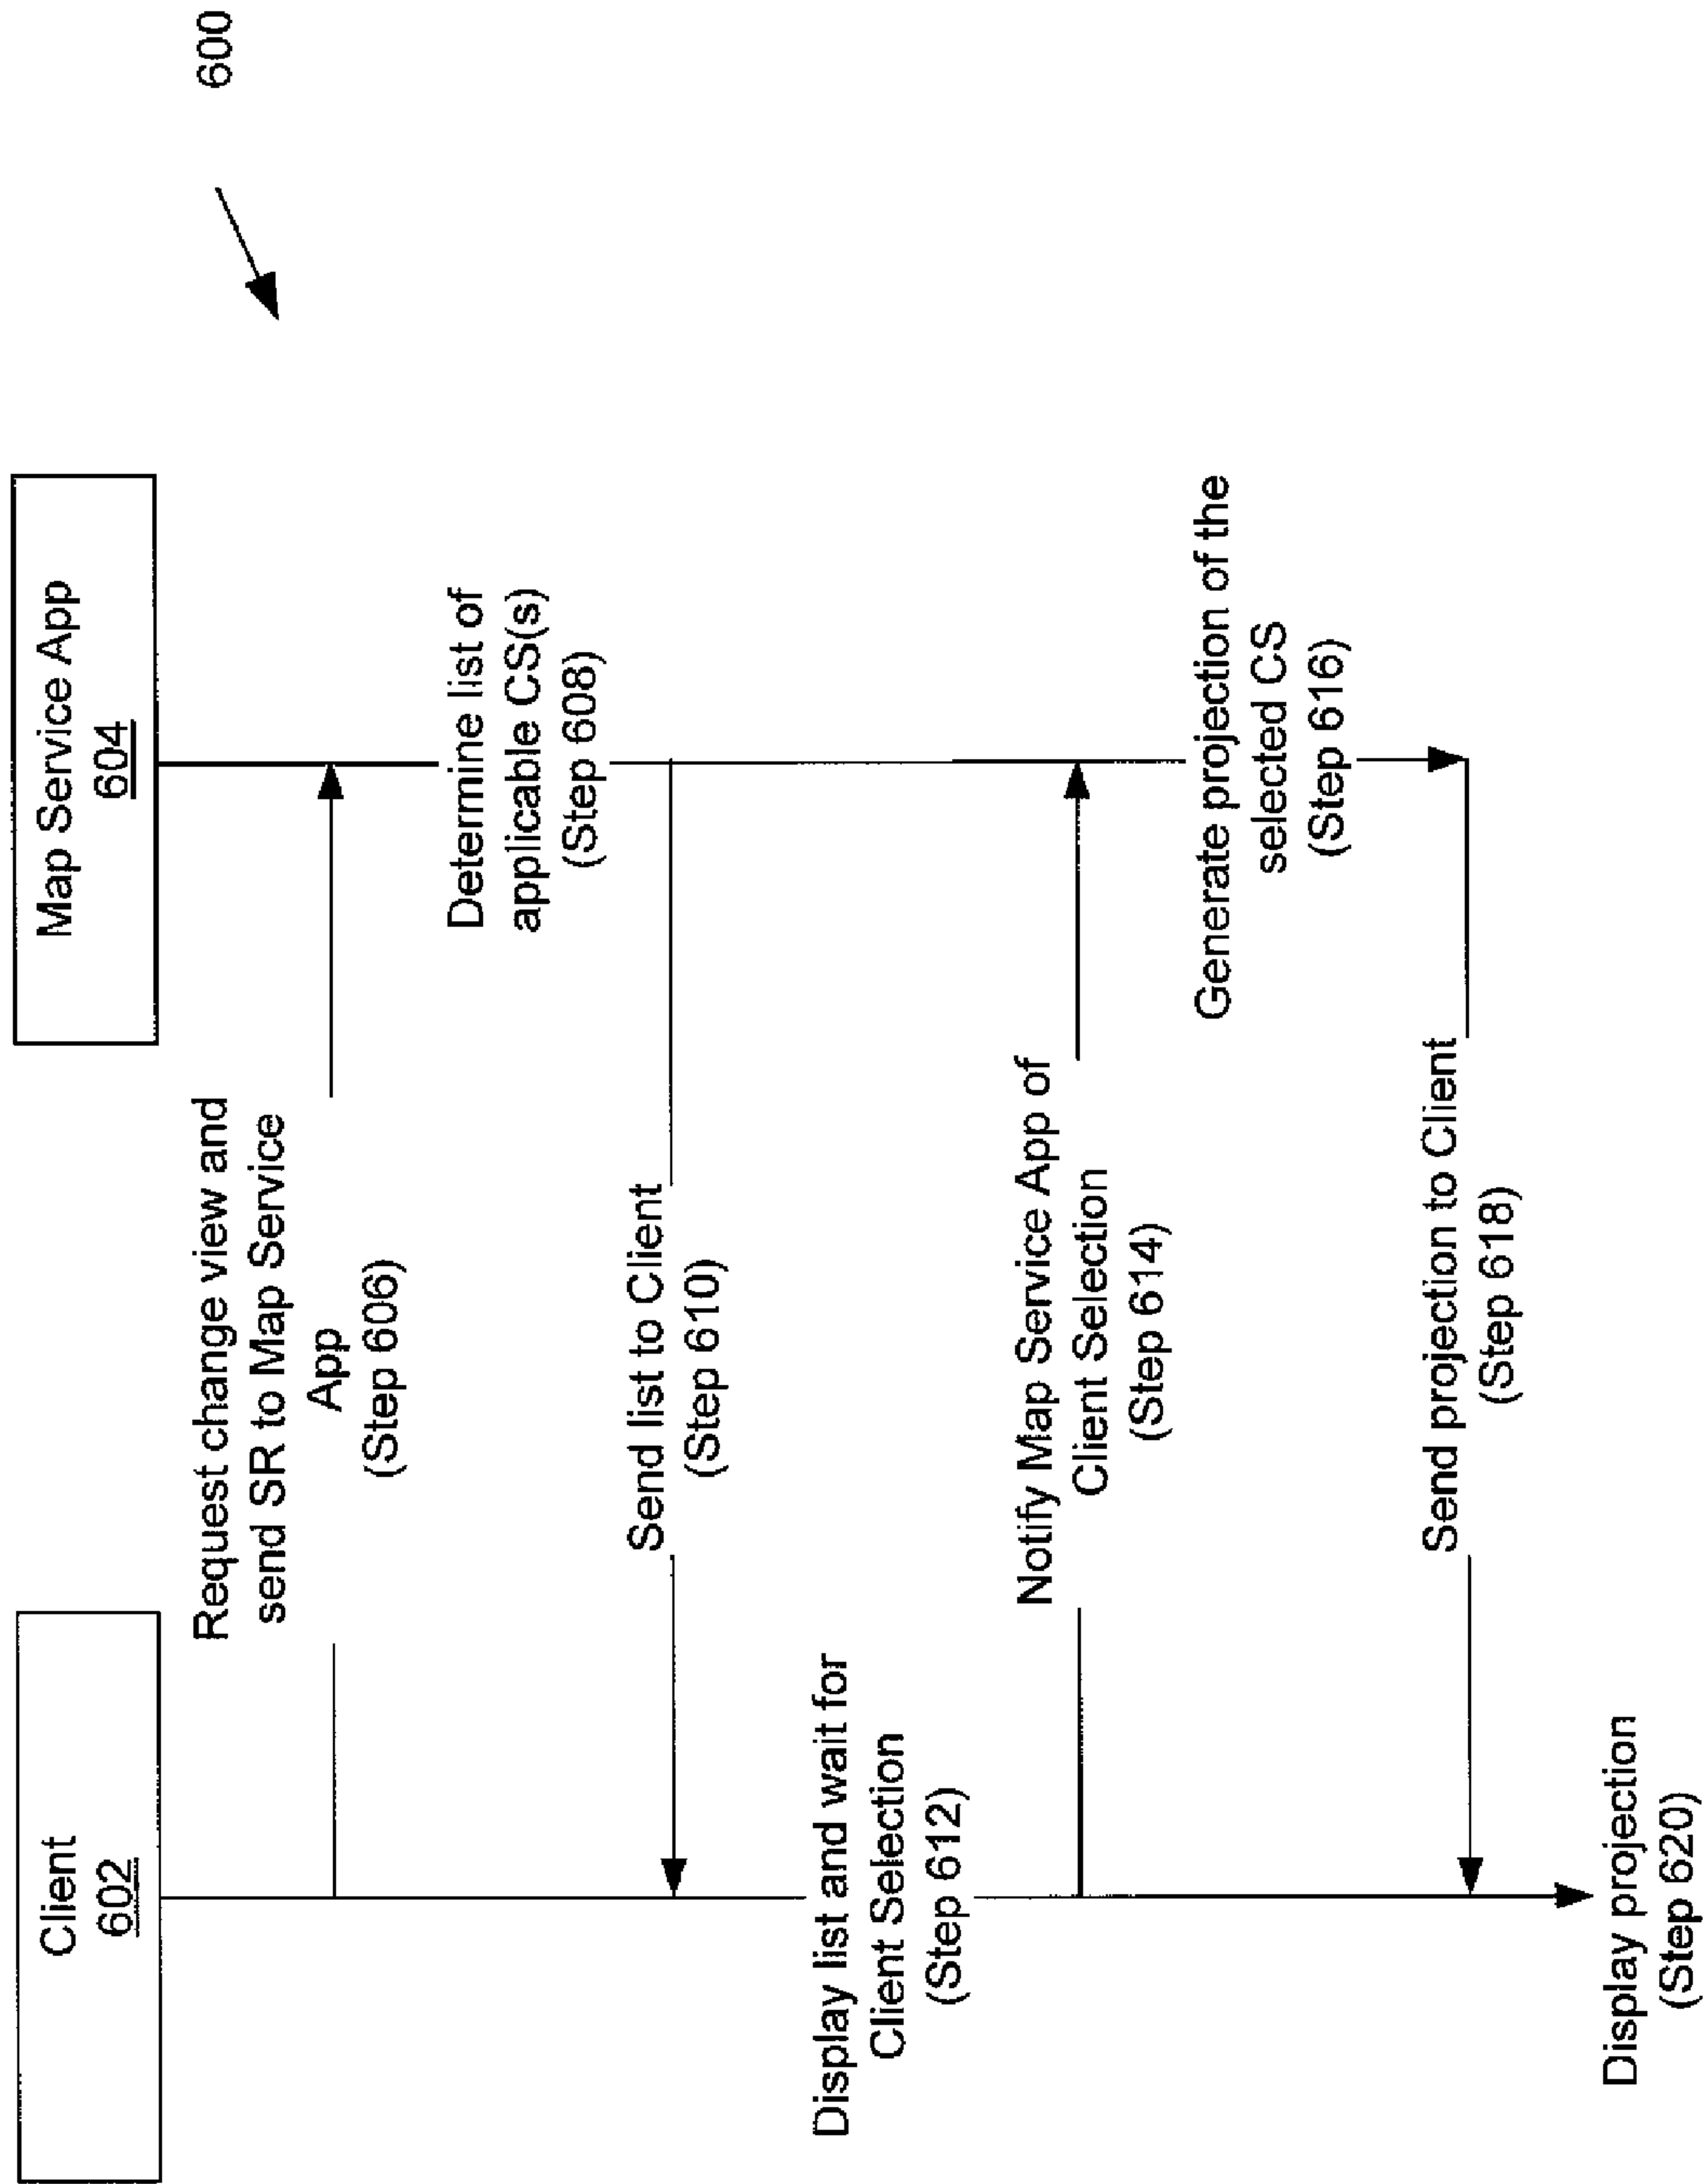 600
Client
602
Map Service App
604
Request change view and
send SR to Map Service
App
(Step 606)
Determine list of
applicable CS(s)
(Step 608)
Send list to Client
(Step 610)
Display list and wait for
Client Selection
(Step 612)
Notify Map Service App of
Client Selection
(Step 614)
Generate projection of the
selected CS
(Step 616)
Send projection to Client
(Step 618)
Display projection
(Step 620)